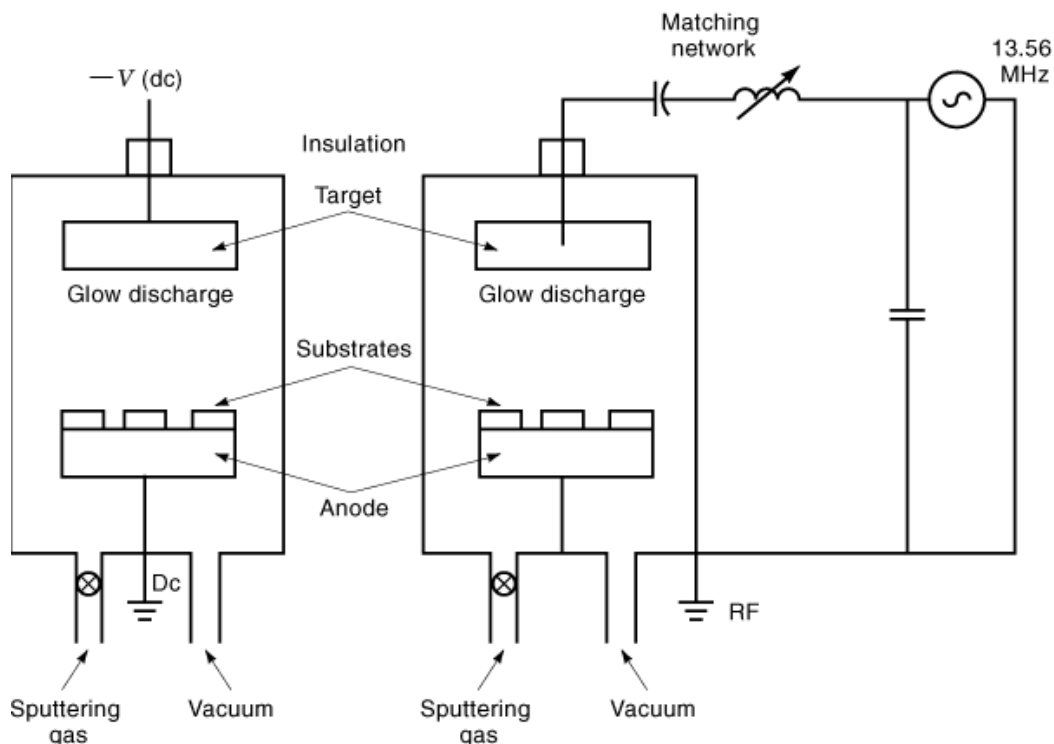 Matching
network
13.56
MHz
—V (dc)
Insulation
Target
Glow discharge
Glow discharge
Substrates
Anode
Dc
RF
Sputtering
gas
Vacuum
Sputtering
gas
Vacuum